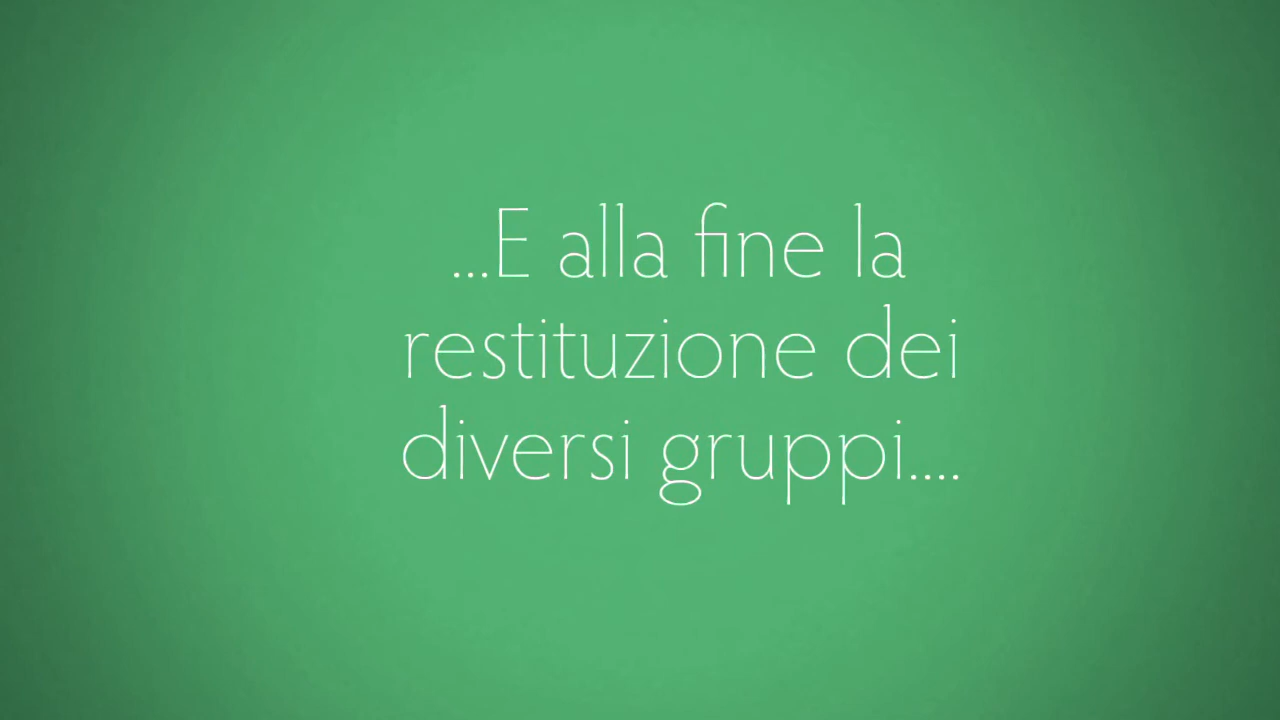 ...E alla fine la
restituzione dei
diversi gruppi....